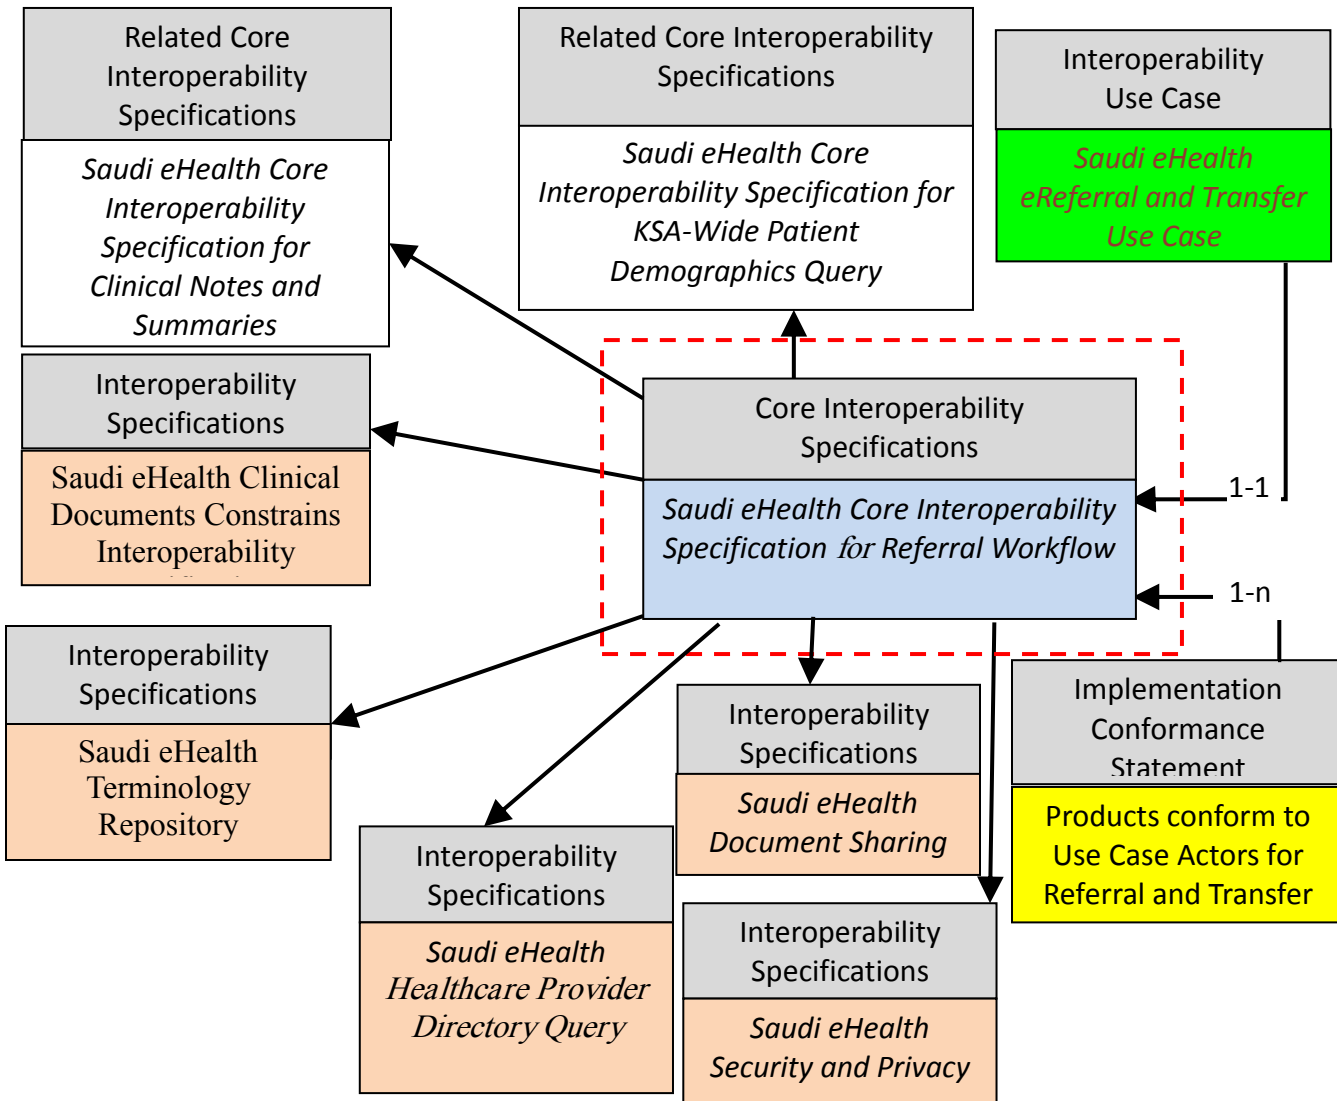 Related Core
Interoperability
Specifications
Saudi eHealth Core
Interoperability
Specification for
Clinical Notes and
Summaries
Related Core Interoperability
Specifications
Saudi eHealth Core
Interoperability Specification for
KSA-Wide Patient
Demographics Query
Interoperability
Use Case
Saudi eHealth
eReferral and Transfer
Use Case
Interoperability
Specifications
Saudi eHealth Clinical
Documents Constrains
Interoperability
Core Interoperability
Specifications
Saudi eHealth Core Interoperability
Specification for Referral Workflow
1-1
1-n
Interoperability
Specifications
Saudi eHealth
Terminology
Repository
Interoperability
Specifications
Saudi eHealth
Healthcare Provider
Directory Query
Interoperability
Specifications
Saudi eHealth
Document Sharing
Interoperability
Specifications
Saudi eHealth
Security and Privacy
Implementation
Conformance
Statement
Products conform to
Use Case Actors for
Referral and Transfer